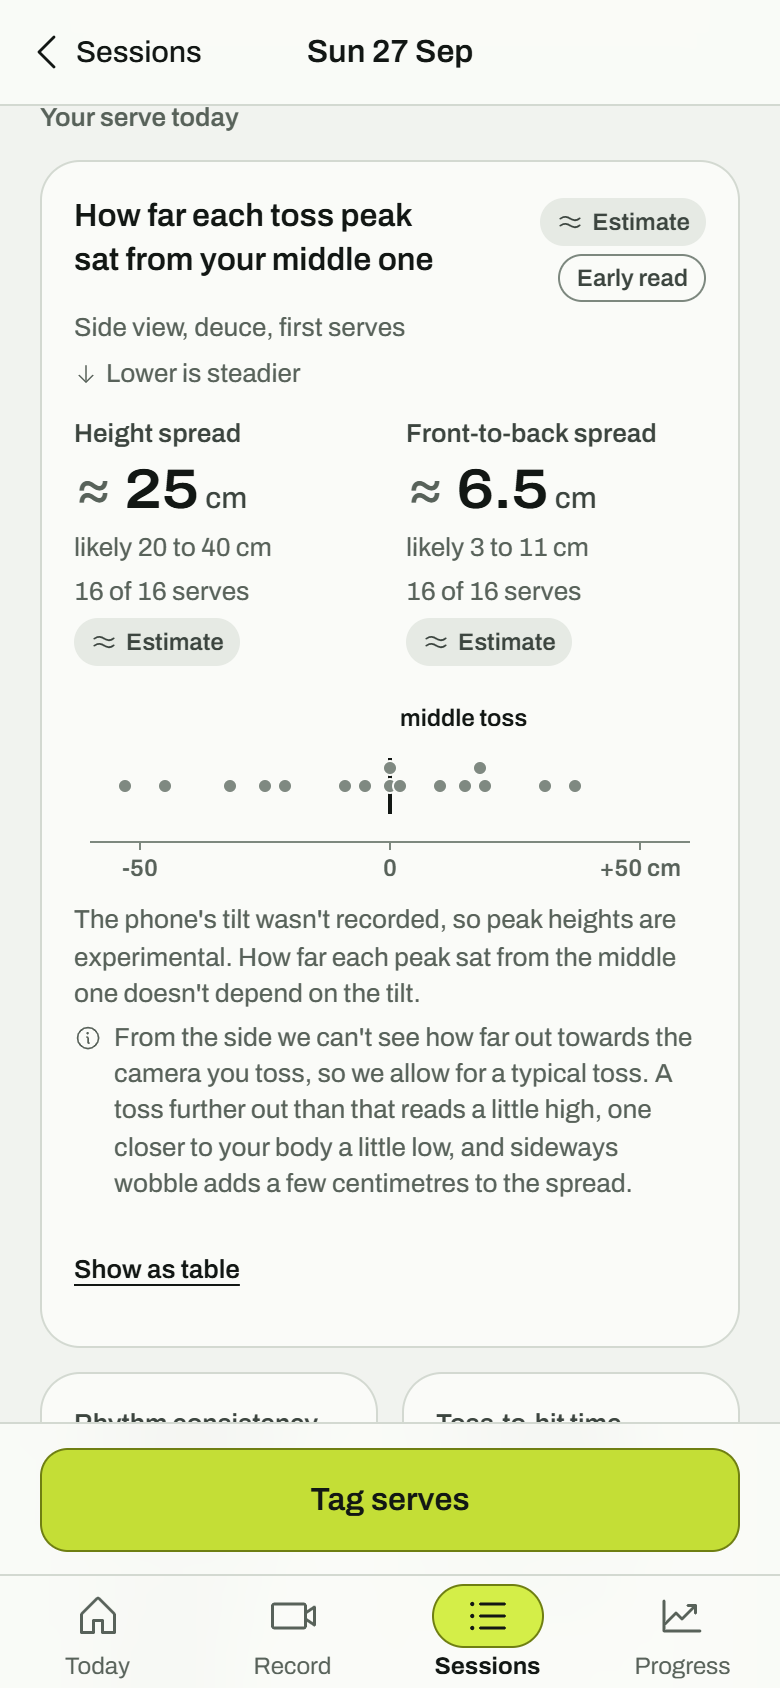 Sessions
Sun 27 Sep
Your serve today
How far each toss peak
sat from your middle one
≈ Estimate
Early read
Side view, deuce, first serves
↓ Lower is steadier
Height spread
≈ 25 cm
likely 20 to 40 cm
16 of 16 serves
≈ Estimate
Front-to-back spread
≈ 6.5 cm
likely 3 to 11 cm
16 of 16 serves
≈ Estimate
middle toss
-50
0
+50 cm
The phone's tilt wasn't recorded, so peak heights are
experimental. How far each peak sat from the middle
one doesn't depend on the tilt.
From the side we can't see how far out towards the
camera you toss, so we allow for a typical toss. A
toss further out than that reads a little high, one
closer to your body a little low, and sideways
wobble adds a few centimetres to the spread.
Show as table
Rhythm consistency
Toss-to-hit time
Tag serves
Today
Record
Sessions
Progress